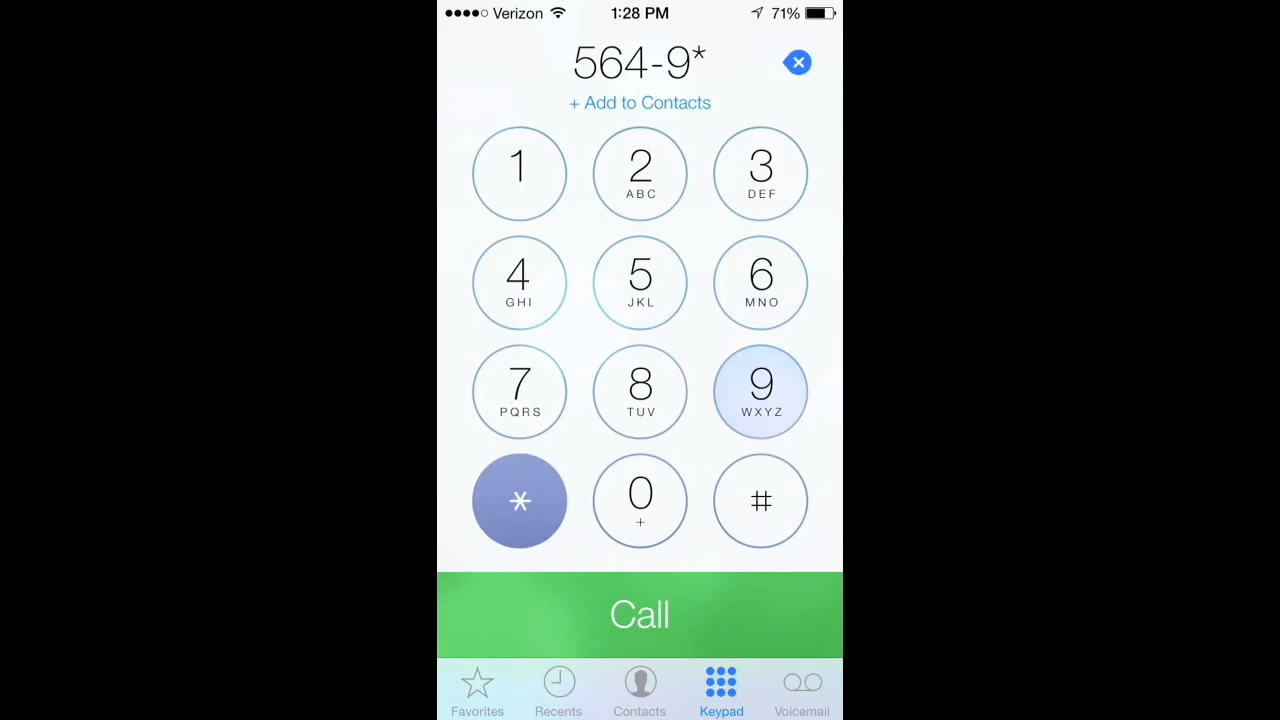 Verizon 1:28 PM 71%
564-9*
+ Add to Contacts
1 2 3
ABC DEF
4 5 6
GHI JKL MNO
7 8 9
PQRS TUV WXYZ
* 0 #
+
Call
Favorites Recents Contacts Keypad Voicemail